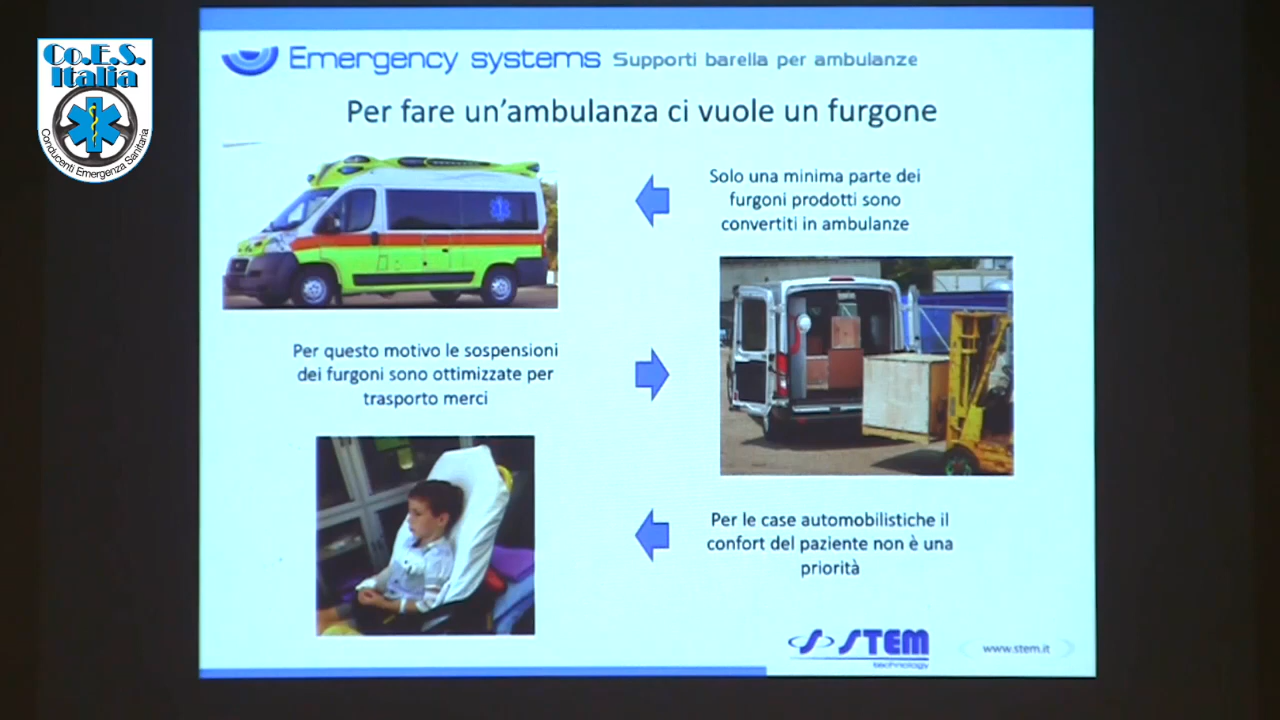 Co.E.S.
Italia
Conducenti Emergenza Sanitaria
Emergency systems Supporti barella per ambulanze
Per fare un'ambulanza ci vuole un furgone
Solo una minima parte dei
furgoni prodotti sono
convertiti in ambulanze
Per questo motivo le sospensioni
dei furgoni sono ottimizzate per
trasporto merci
Per le case automobilistiche il
confort del paziente non è una
priorità
STEM
technology
www.stem.it